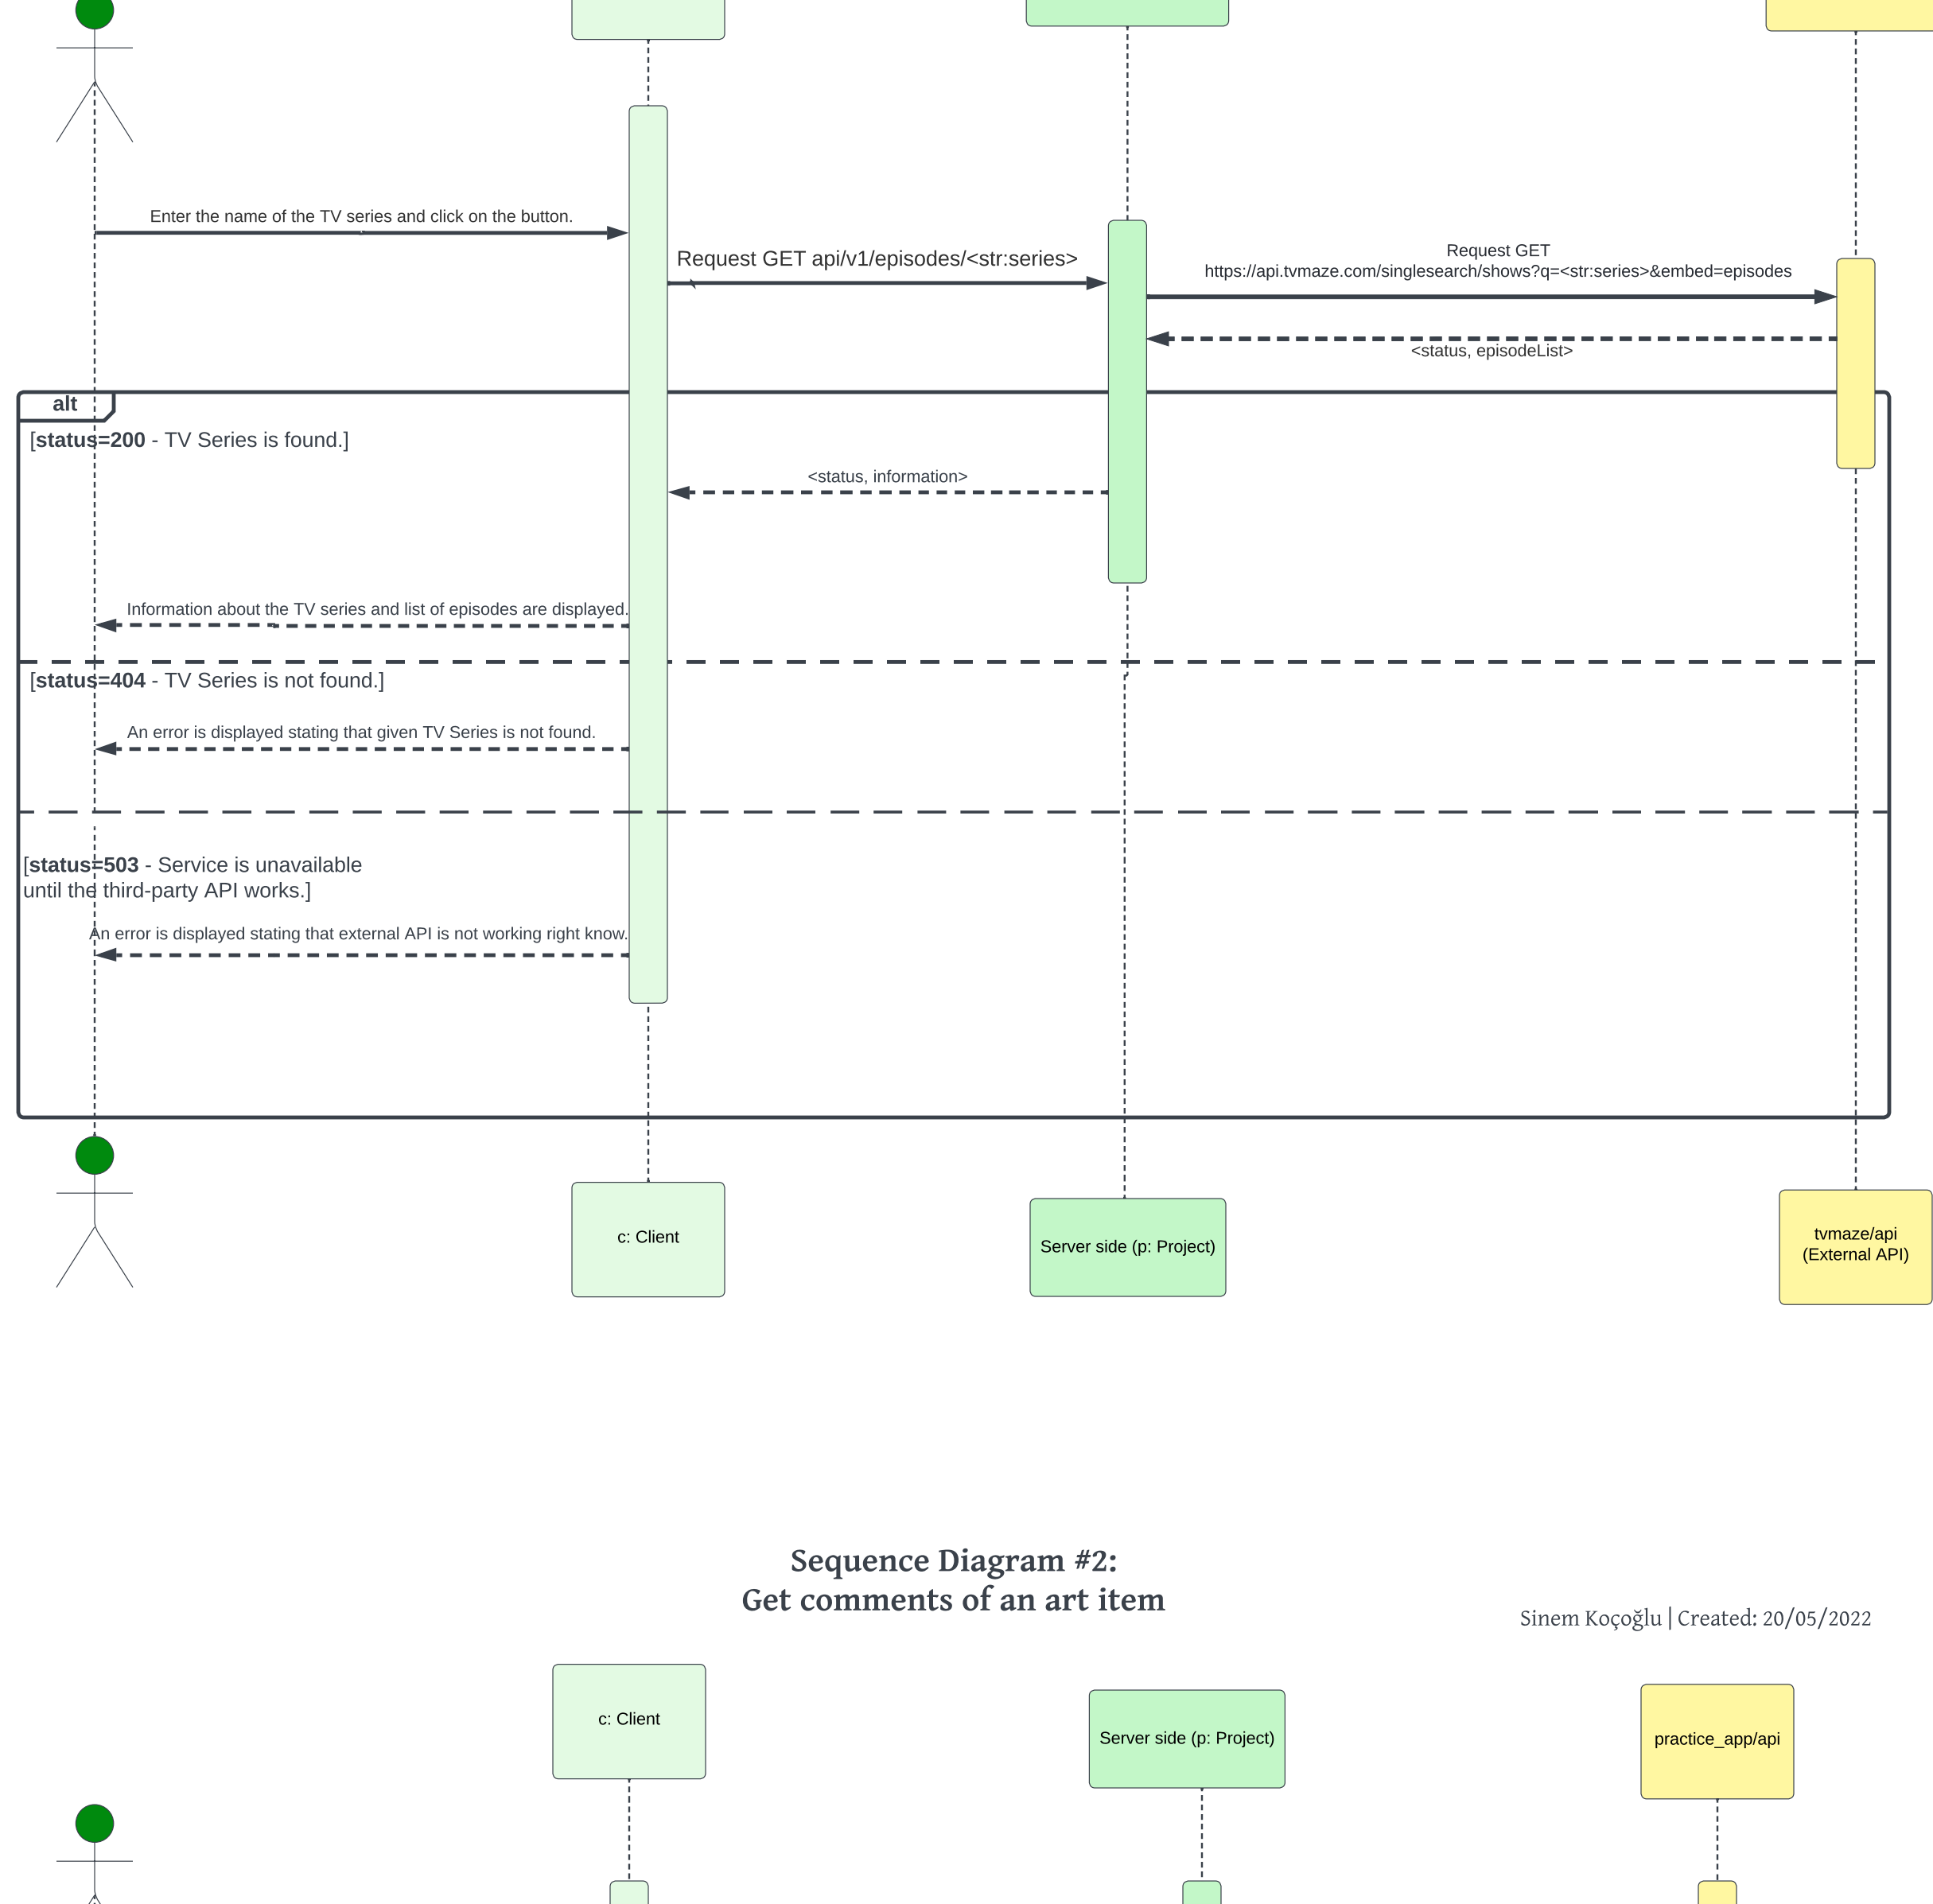 Enter the name of the TV series and click on the button.
Request GET api/v1/episodes/<str:series>
Request GET
https://api.tvmaze.com/singlesearch/shows?q=<str:series>&embed=episodes
<status, episodeList>
alt
[status=200 - TV Series is found.]
<status, information>
Information about the TV series and list of episodes are displayed.
[status=404 - TV Series is not found.]
An error is displayed stating that given TV Series is not found.
[status=503 - Service is unavailable
until the third-party API works.]
An error is displayed stating that external API is not working right know.
c: Client
Server side (p: Project)
tvmaze/api
(External API)
Sequence Diagram #2:
Get comments of an art item
Sinem Koçoğlu | Created: 20/05/2022
c: Client
Server side (p: Project)
practice_app/api